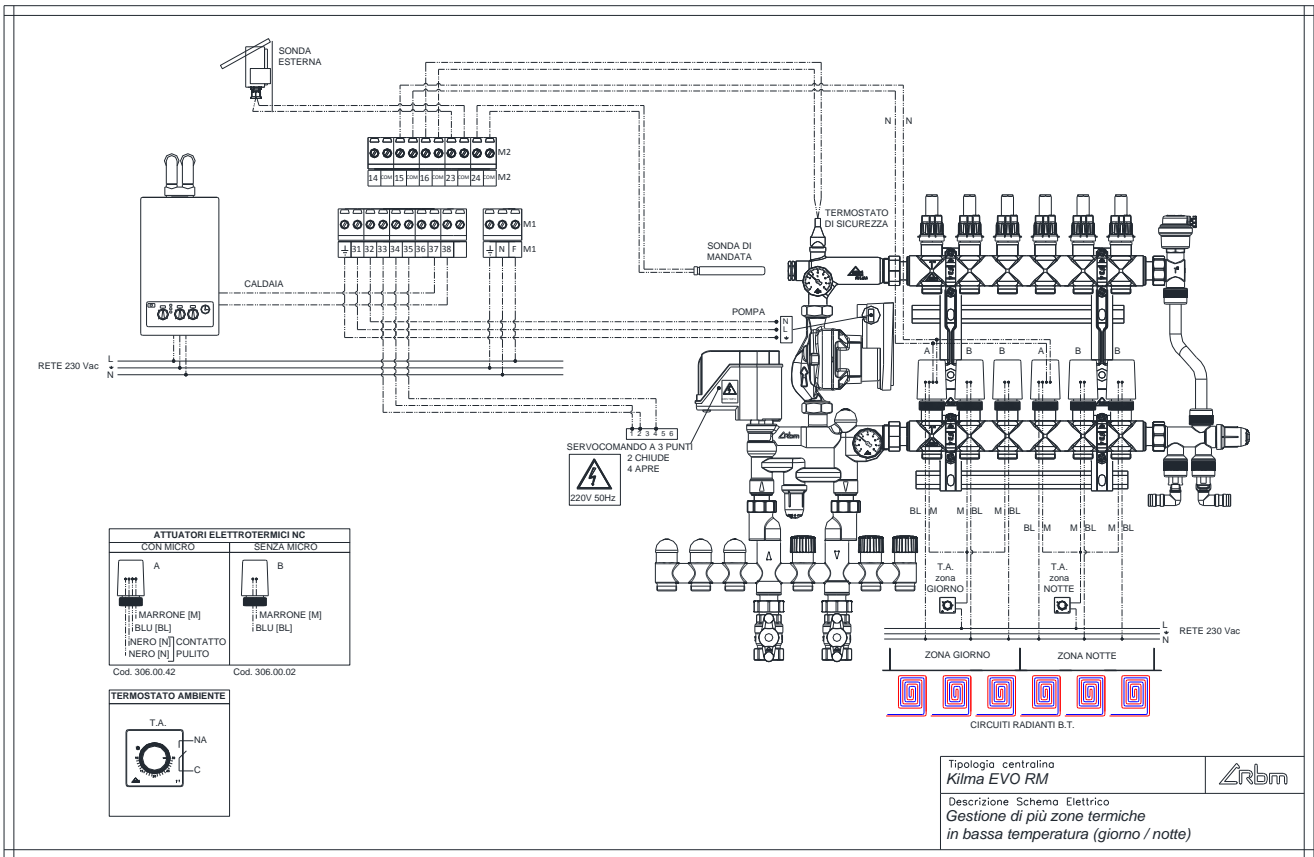 SONDA
ESTERNA
N N
M2
14 COM 15 COM 16 COM 23 COM 24 COM M2
M1
31 32 33 34 35 36 37 38
N F M1
TERMOSTATO
DI SICUREZZA
SONDA DI
MANDATA
CALDAIA
POMPA
N
L
L
RETE 230 Vac
N
A B B A B B
1 2 3 4 5 6
SERVOCOMANDO A 3 PUNTI
2 CHIUDE
4 APRE
220V 50Hz
rbm
BL M M BL M BL BL M M BL M BL
T.A.
zona
GIORNO
T.A.
zona
NOTTE
L
RETE 230 Vac
N
ZONA GIORNO
ZONA NOTTE
CIRCUITI RADIANTI B.T.
ATTUATORI ELETTROTERMICI NC
CON MICRO
SENZA MICRO
A
MARRONE [M]
BLU [BL]
NERO [N] CONTATTO
NERO [N] PULITO
B
MARRONE [M]
BLU [BL]
Cod. 306.00.42
Cod. 306.00.02
TERMOSTATO AMBIENTE
T.A.
NA
C
Tipologia centralina
Kilma EVO RM
rbm
Descrizione Schema Elettrico
Gestione di più zone termiche
in bassa temperatura (giorno / notte)